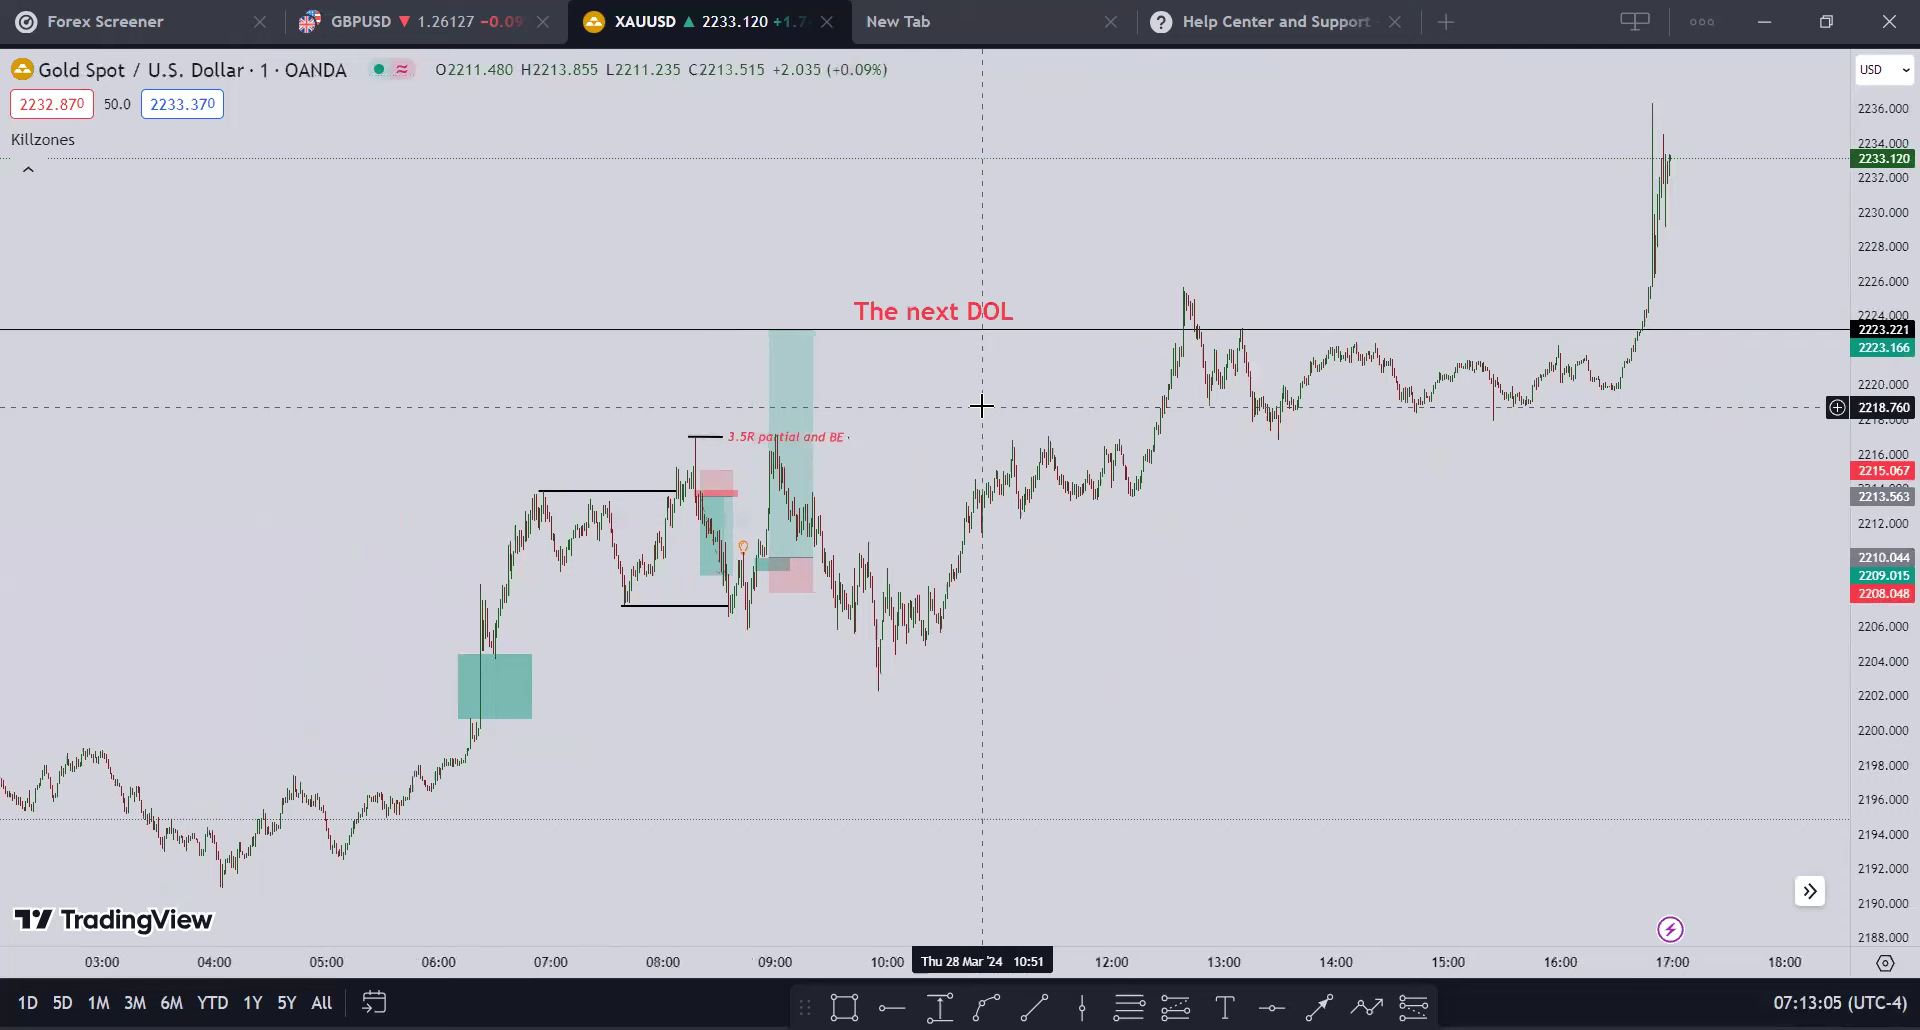 Forex Screener
GBPUSD ▼ 1.26127 −0.09
XAUUSD ▲ 2233.120 +1.7
New Tab
Help Center and Support
Gold Spot / U.S. Dollar · 1 · OANDA
O2211.480 H2213.855 L2211.235 C2213.515 +2.035 (+0.09%)
USD
2232.870 50.0 2233.370
Killzones
2236.000
2234.000
2233.120
2232.000
2230.000
2228.000
2226.000
The next DOL
2224.000
2223.221
2223.166
2220.000
2218.760
2218.000
3.5R partial and BE
2216.000
2215.067
2213.563
2212.000
2210.044
2209.015
2208.048
2206.000
2204.000
2202.000
2200.000
2198.000
2196.000
2194.000
2192.000
2190.000
2188.000
TradingView
03:00 04:00 05:00 06:00 07:00 08:00 09:00 10:00 Thu 28 Mar '24 10:51 12:00 13:00 14:00 15:00 16:00 17:00 18:00
1D 5D 1M 3M 6M YTD 1Y 5Y All
07:13:05 (UTC-4)